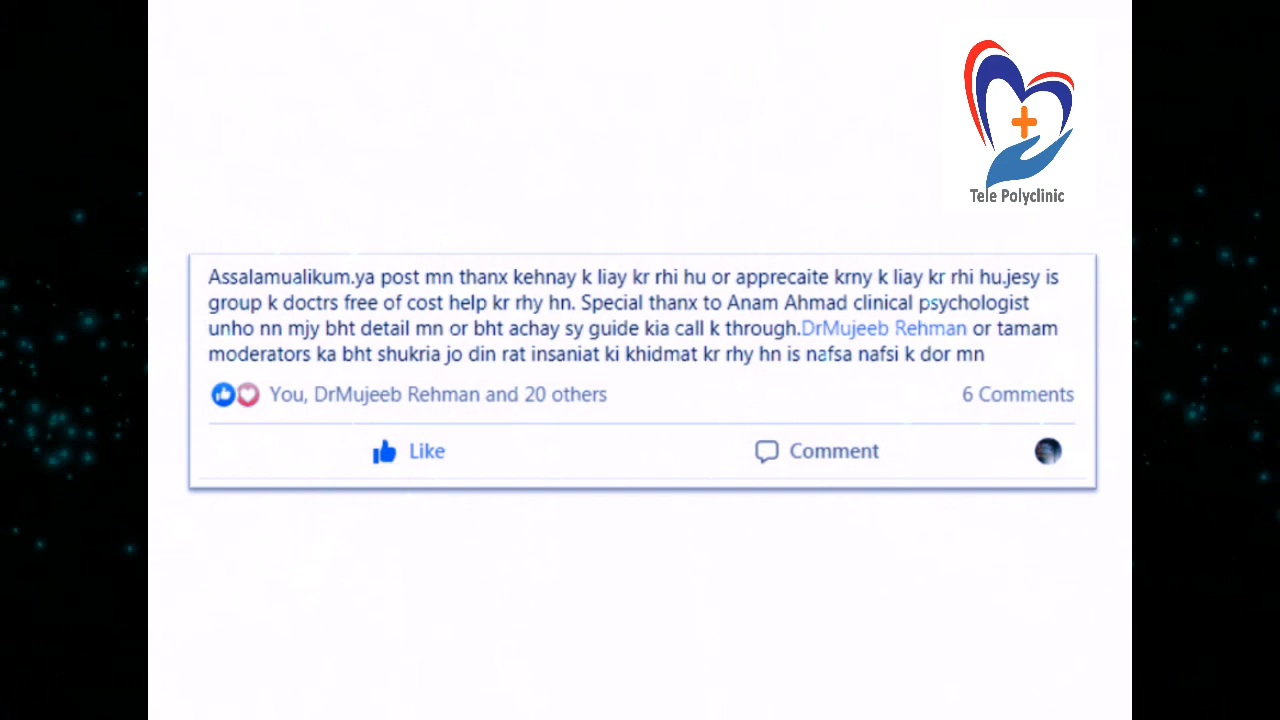 Tele Polyclinic
Assalamualikum.ya post mn thanx kehnay k liay kr rhi hu or apprecaite krny k liay kr rhi hu.jesy is
group k doctrs free of cost help kr rhy hn. Special thanx to Anam Ahmad clinical psychologist
unho nn mjy bht detail mn or bht achay sy guide kia call k through.DrMujeeb Rehman or tamam
moderators ka bht shukria jo din rat insaniat ki khidmat kr rhy hn is nafsa nafsi k dor mn
You, DrMujeeb Rehman and 20 others 6 Comments
Like Comment